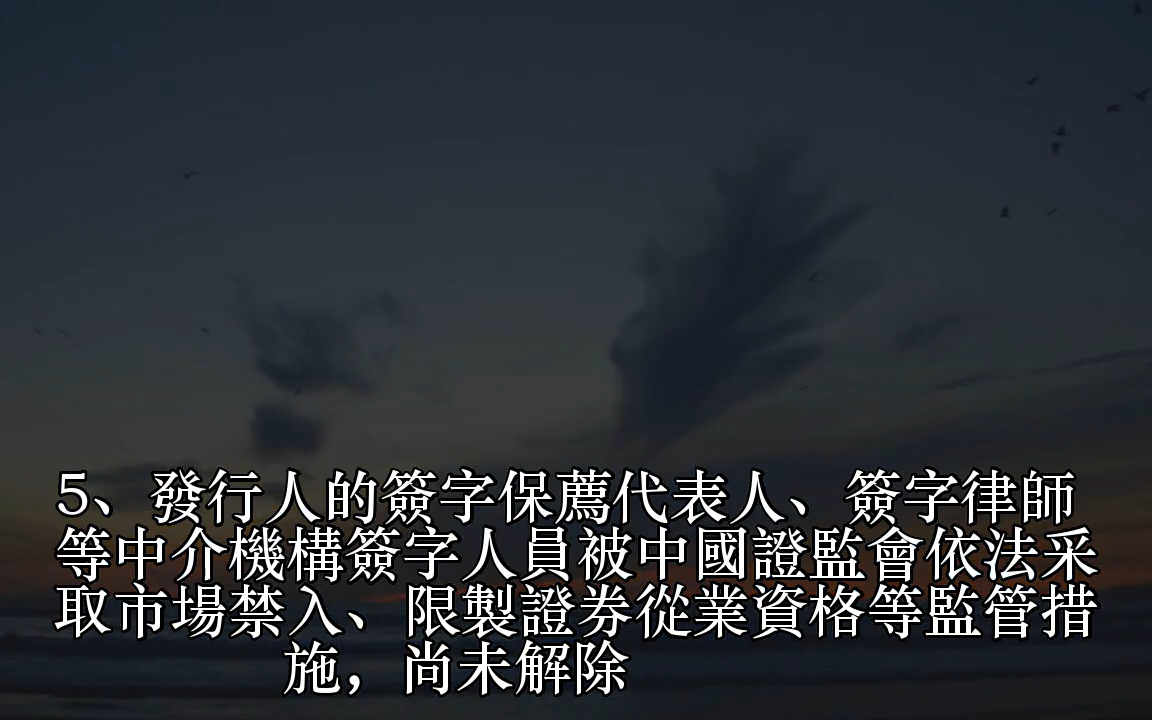 5、發行人的簽字保薦代表人、簽字律師
等中介機構簽字人員被中國證監會依法采
取市場禁入、限製證券從業資格等監管措
施，尚未解除